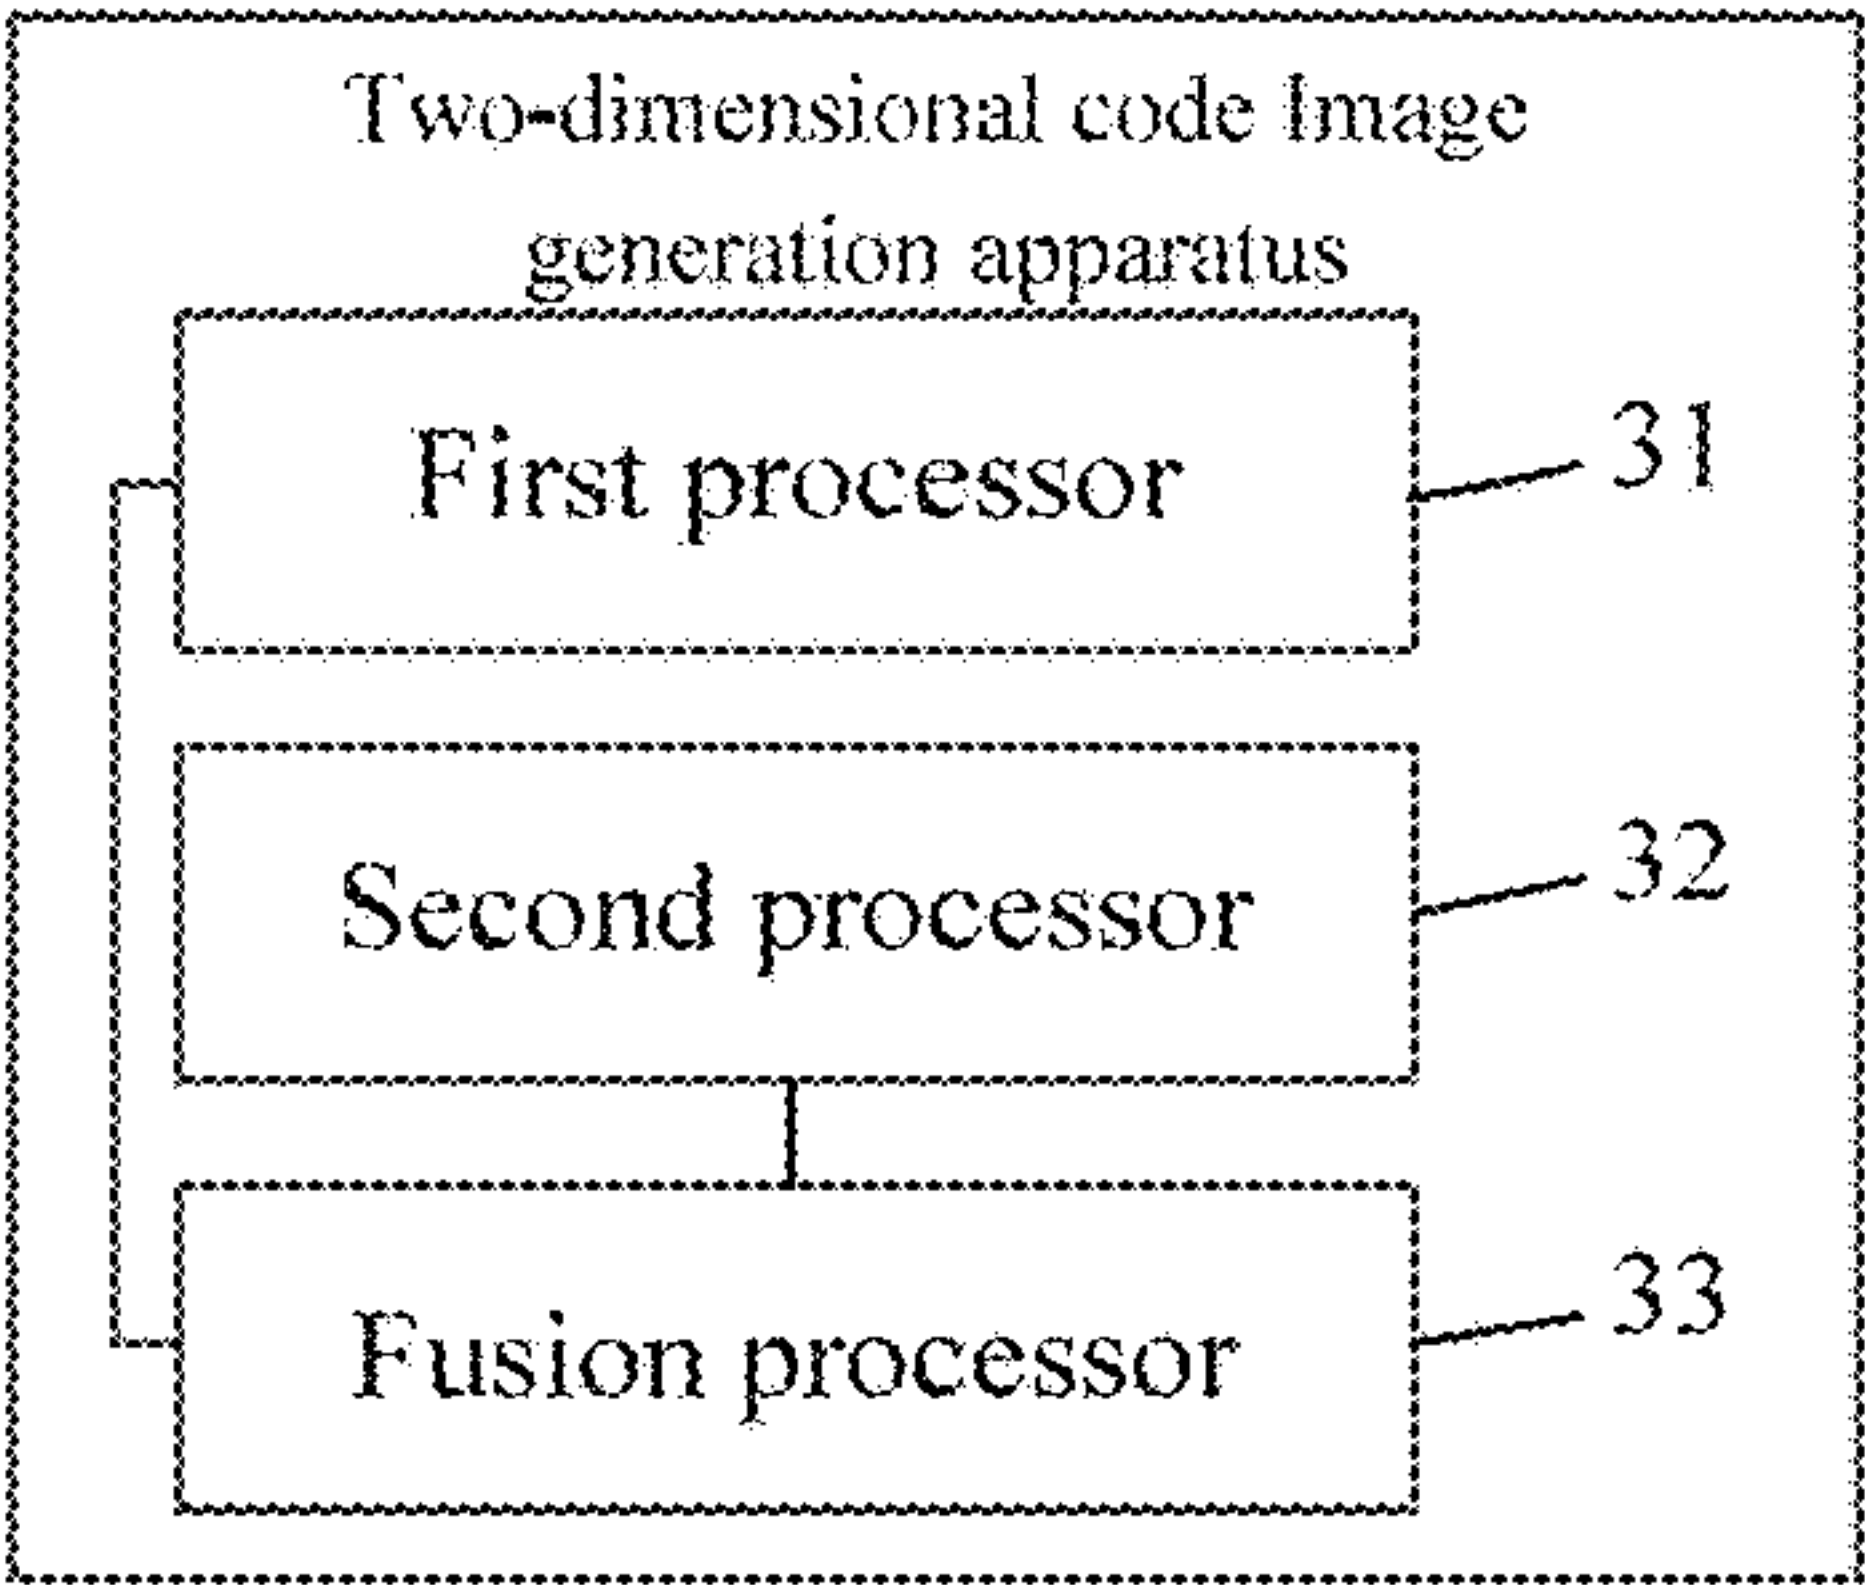 Two-dimensional code Image
generation apparatus
First processor
31
Second processor
32
Fusion processor
33